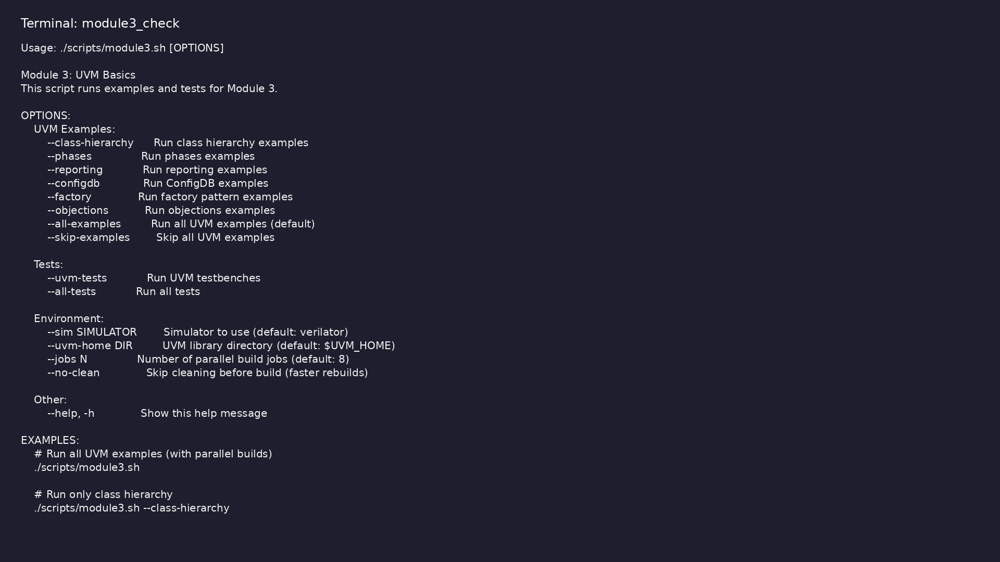 Terminal: module3_check
Usage: ./scripts/module3.sh [OPTIONS]
Module 3: UVM Basics
This script runs examples and tests for Module 3.
OPTIONS:
UVM Examples:
--class-hierarchy Run class hierarchy examples
--phases Run phases examples
--reporting Run reporting examples
--configdb Run ConfigDB examples
--factory Run factory pattern examples
--objections Run objections examples
--all-examples Run all UVM examples (default)
--skip-examples Skip all UVM examples
Tests:
--uvm-tests Run UVM testbenches
--all-tests Run all tests
Environment:
--sim SIMULATOR Simulator to use (default: verilator)
--uvm-home DIR UVM library directory (default: $UVM_HOME)
--jobs N Number of parallel build jobs (default: 8)
--no-clean Skip cleaning before build (faster rebuilds)
Other:
--help, -h Show this help message
EXAMPLES:
# Run all UVM examples (with parallel builds)
./scripts/module3.sh
# Run only class hierarchy
./scripts/module3.sh --class-hierarchy